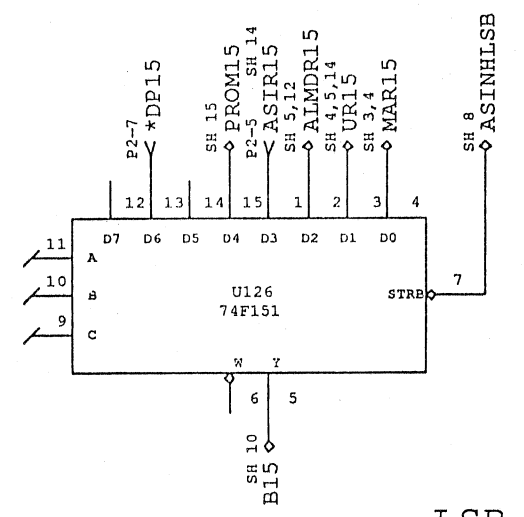 P2-7 *DP15
SH 15 PROM15
P2-5 SH 14 ASIR15
SH 5,12 ALMDR15
SH 4,5,14 UR15
SH 3,4 MAR15
SH 8 ASINHLSB
12 13 14 15 1 2 3 4
D7 D6 D5 D4 D3 D2 D1 D0
11 A
10 B
9 C
U126
74F151
STRB 7
W Y
6 5
SH 10 B15
LSB